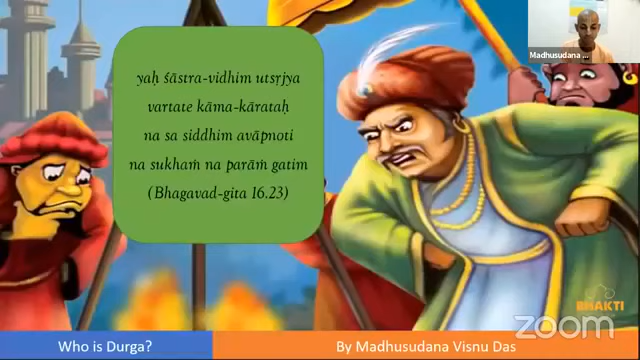 Madhusudana ...
yaḥ śāstra-vidhim utsṛjya
vartate kāma-kārataḥ
na sa siddhim avāpnoti
na sukhaṁ na parāṁ gatim
(Bhagavad-gita 16.23)
BHAKTI
zoom
Who is Durga?
By Madhusudana Visnu Das